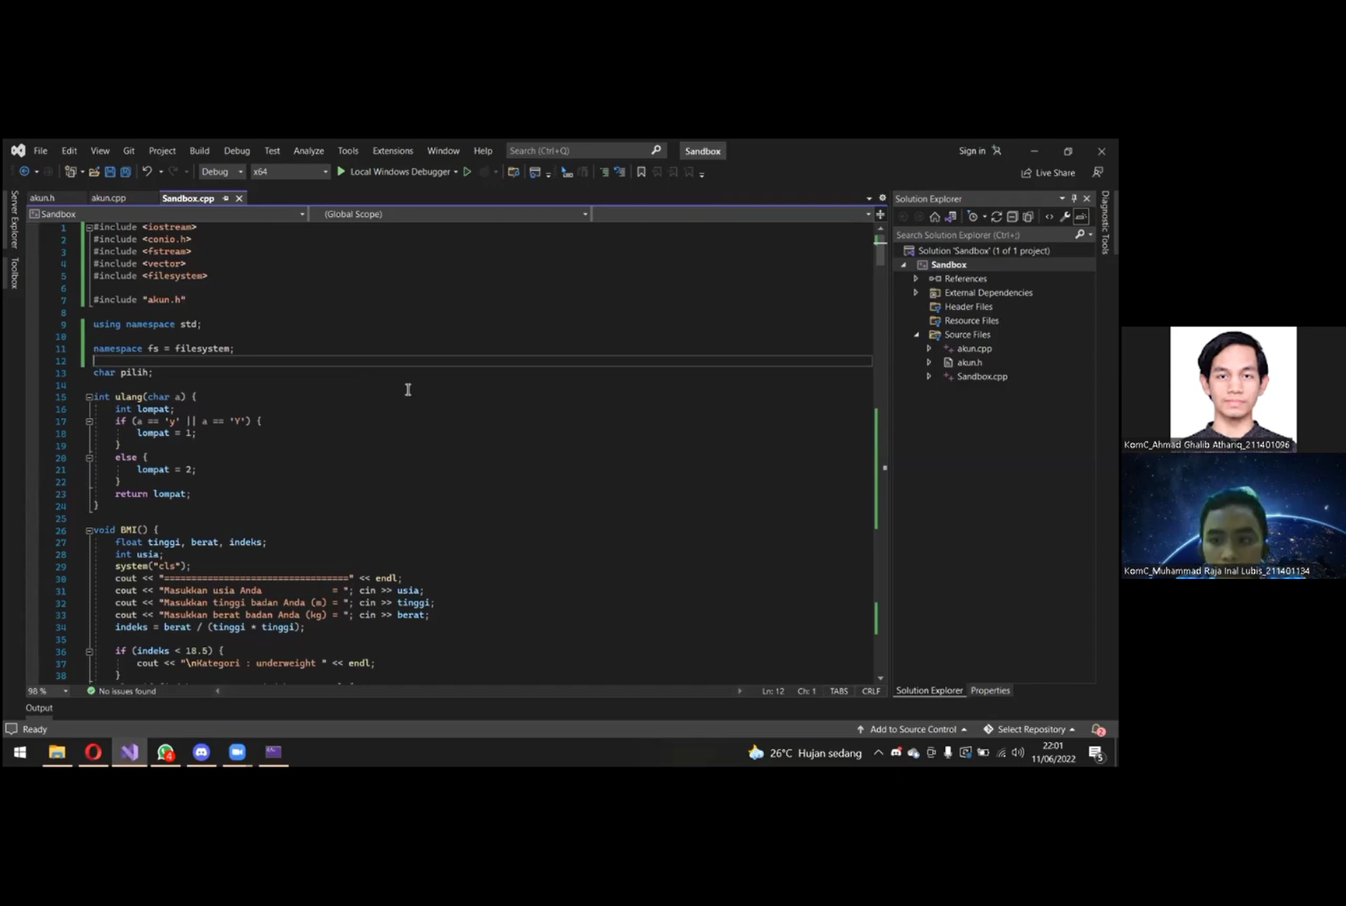 File Edit View Git Project Build Debug Test Analyze Tools Extensions Window Help Search (Ctrl+Q) Sandbox Sign in
Debug x64 Local Windows Debugger Live Share
akun.h akun.cpp Sandbox.cpp
Sandbox (Global Scope)
Server Explorer
Toolbox
1 #include <iostream>
2 #include <conio.h>
3 #include <fstream>
4 #include <vector>
5 #include <filesystem>
6
7 #include "akun.h"
8
9 using namespace std;
10
11 namespace fs = filesystem;
12
13 char pilih;
14
15 int ulang(char a) {
16 int lompat;
17 if (a == 'y' || a == 'Y') {
18 lompat = 1;
19 }
20 else {
21 lompat = 2;
22 }
23 return lompat;
24 }
25
26 void BMI() {
27 float tinggi, berat, indeks;
28 int usia;
29 system("cls");
30 cout << "==================================" << endl;
31 cout << "Masukkan usia Anda = "; cin >> usia;
32 cout << "Masukkan tinggi badan Anda (m) = "; cin >> tinggi;
33 cout << "Masukkan berat badan Anda (kg) = "; cin >> berat;
34 indeks = berat / (tinggi * tinggi);
35
36 if (indeks < 18.5) {
37 cout << "\nKategori : underweight " << endl;
38 }
98 % No issues found Ln: 12 Ch: 1 TABS CRLF
Output
Solution Explorer
Search Solution Explorer (Ctrl+;)
Solution 'Sandbox' (1 of 1 project)
Sandbox
References
External Dependencies
Header Files
Resource Files
Source Files
akun.cpp
akun.h
Sandbox.cpp
Solution Explorer Properties
Diagnostic Tools
Ready Add to Source Control Select Repository 2
4 26°C Hujan sedang 22:01
11/06/2022 5
KomC_Ahmad Ghalib Athariq_211401096
KomC_Muhammad Raja Inal Lubis_211401134